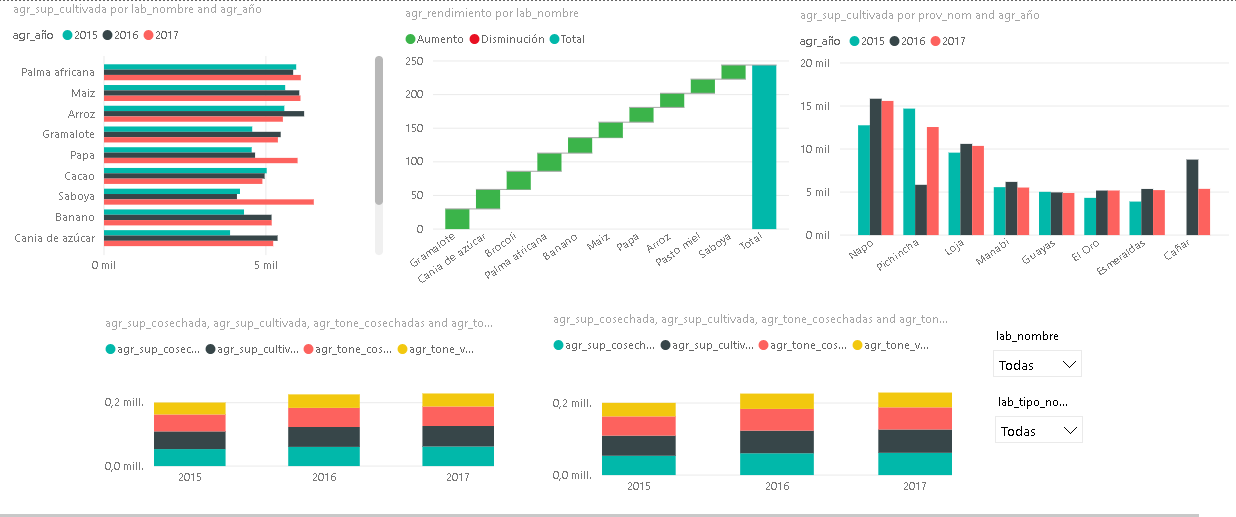 agr_sup_cultivada por lab_nombre and agr_año
agr_año 2015 2016 2017
Palma africana
Maiz
Arroz
Gramalote
Papa
Cacao
Saboya
Banano
Cania de azúcar
0 mil 5 mil
agr_rendimiento por lab_nombre
Aumento Disminución Total
250
200
150
100
50
0
Gramalote
Cania de azúcar
Brocoli
Palma africana
Banano
Maiz
Papa
Arroz
Pasto miel
Saboya
Total
agr_sup_cultivada por prov_nom and agr_año
agr_año 2015 2016 2017
20 mil
15 mil
10 mil
5 mil
0 mil
Napo
Pichincha
Loja
Manabí
Guayas
El Oro
Esmeraldas
Cañar
agr_sup_cosechada, agr_sup_cultivada, agr_tone_cosechadas and agr_to...
agr_sup_cosec... agr_sup_cultiv... agr_tone_cos... agr_tone_v...
0,2 mill.
0,0 mill.
2015 2016 2017
agr_sup_cosechada, agr_sup_cultivada, agr_tone_cosechadas and agr_ton...
agr_sup_cosech... agr_sup_cultiv... agr_tone_cos... agr_tone_v...
0,2 mill.
0,0 mill.
2015 2016 2017
lab_nombre
Todas
lab_tipo_no...
Todas